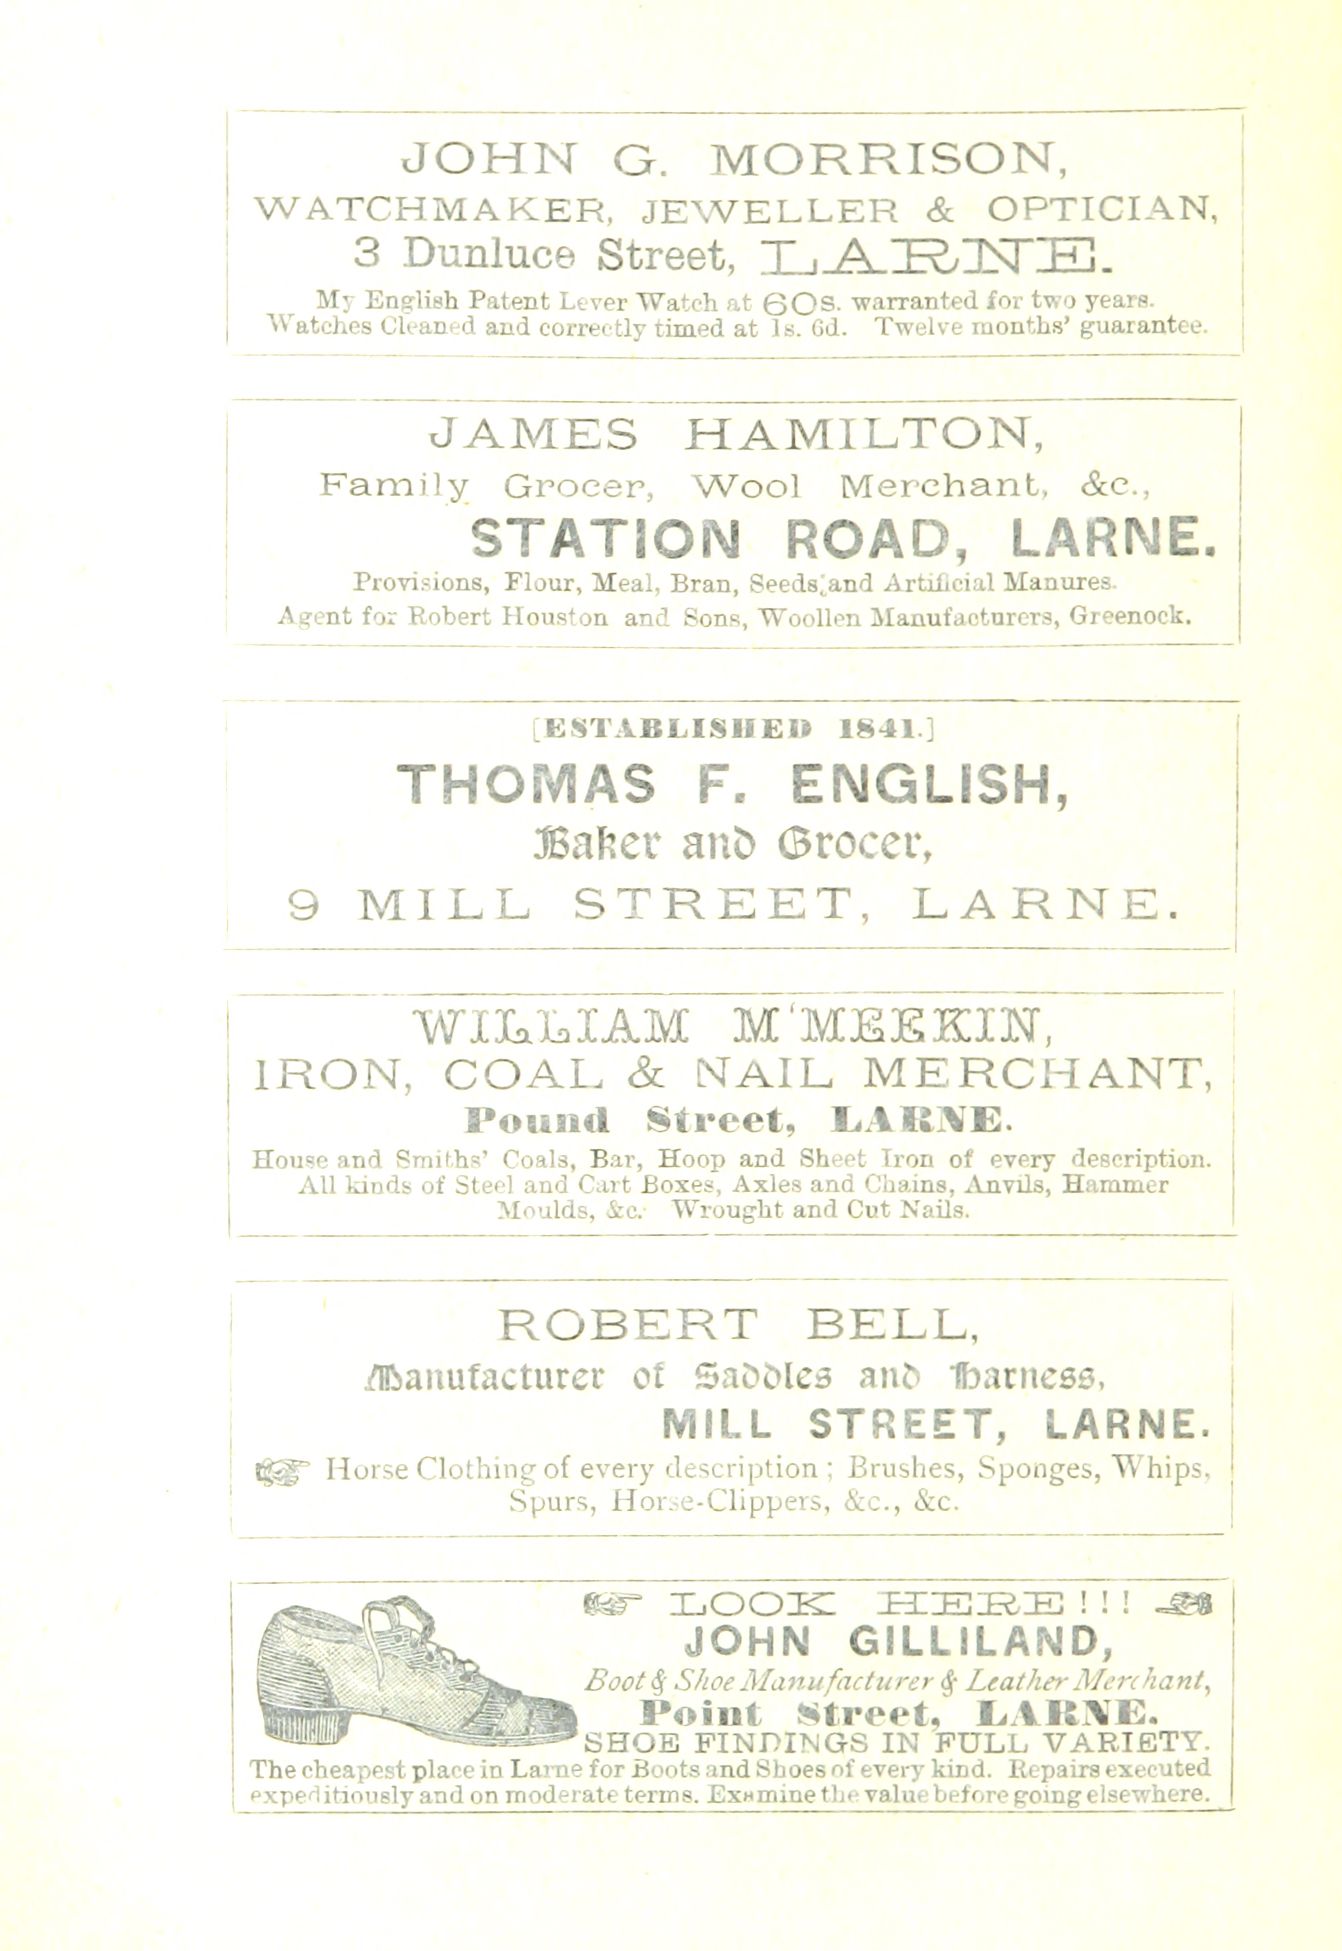 JOHN G. MORRISON,
WATCHMAKER, JEWELLER & OPTICIAN,
3 Dunluce Street, LARNE.
My English Patent Lever Watch at 60s. warranted for two years.
Watches Cleaned and correctly timed at 1s. 6d. Twelve months' guarantee.
JAMES HAMILTON,
Family Grocer, Wool Merchant, &c.,
STATION ROAD, LARNE.
Provisions, Flour, Meal, Bran, Seeds, and Artificial Manures.
Agent for Robert Houston and Sons, Woollen Manufacturers, Greenock.
[ESTABLISHED 1841.]
THOMAS F. ENGLISH,
Baker and Grocer,
9 MILL STREET, LARNE.
WILLIAM M'MEEKIN,
IRON, COAL & NAIL MERCHANT,
Pound Street, LARNE.
House and Smiths' Coals, Bar, Hoop and Sheet Iron of every description.
All kinds of Steel and Cart Boxes, Axles and Chains, Anvils, Hammer
Moulds, &c. Wrought and Cut Nails.
ROBERT BELL,
Manufacturer of Saddles and Harness,
MILL STREET, LARNE.
☞ Horse Clothing of every description; Brushes, Sponges, Whips,
Spurs, Horse-Clippers, &c., &c.
☞ LOOK HERE!!! ☜
JOHN GILLILAND,
Boot & Shoe Manufacturer & Leather Merchant,
Point Street, LARNE.
SHOE FINDINGS IN FULL VARIETY.
The cheapest place in Larne for Boots and Shoes of every kind. Repairs executed
expeditiously and on moderate terms. Examine the value before going elsewhere.